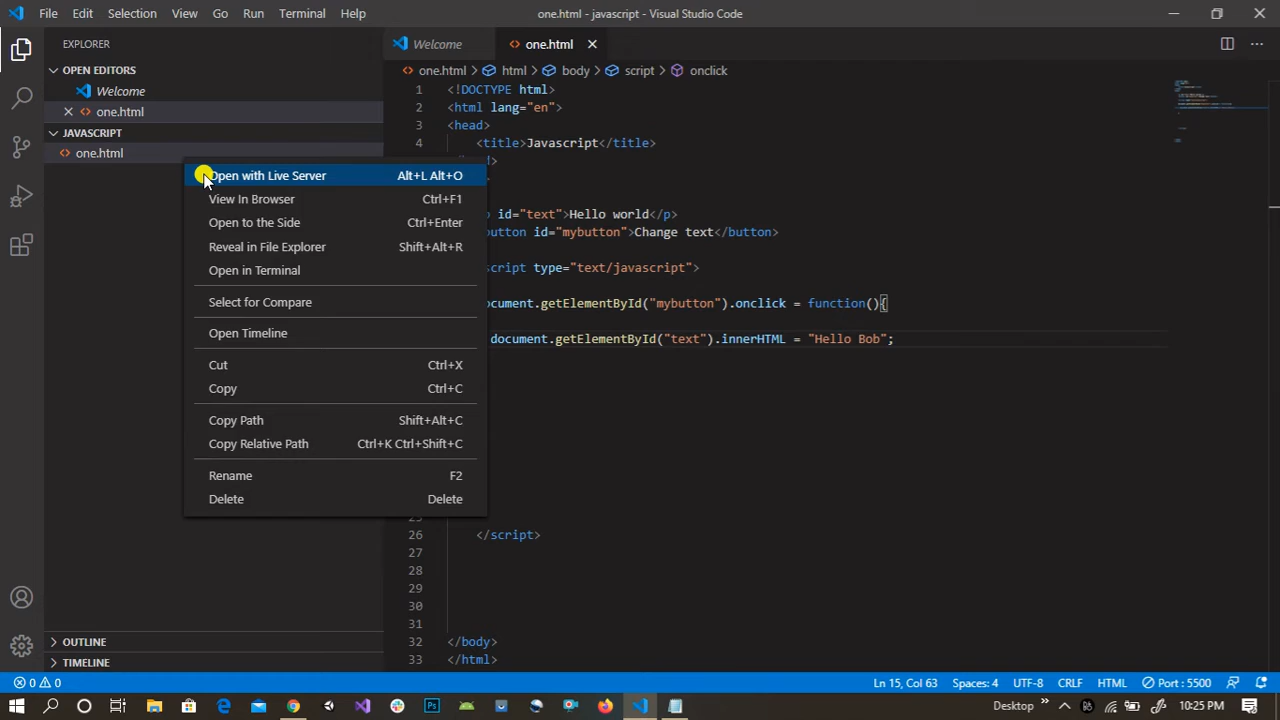 File Edit Selection View Go Run Terminal Help one.html - javascript - Visual Studio Code
EXPLORER
OPEN EDITORS
Welcome
one.html
JAVASCRIPT
one.html
Open with Live Server Alt+L Alt+O
View In Browser Ctrl+F1
Open to the Side Ctrl+Enter
Reveal in File Explorer Shift+Alt+R
Open in Terminal
Select for Compare
Open Timeline
Cut Ctrl+X
Copy Ctrl+C
Copy Path Shift+Alt+C
Copy Relative Path Ctrl+K Ctrl+Shift+C
Rename F2
Delete Delete
OUTLINE
TIMELINE
Welcome one.html
one.html html body script onclick
1 <!DOCTYPE html>
2 <html lang="en">
3 <head>
4 <title>Javascript</title>
id="text">Hello world</p>
button id="mybutton">Change text</button>
script type="text/javascript">
ocument.getElementById("mybutton").onclick = function(){
document.getElementById("text").innerHTML = "Hello Bob";
26 </script>
27
28
29
30
31
32 </body>
33 </html>
0 0 Ln 15, Col 63 Spaces: 4 UTF-8 CRLF HTML Port : 5500
Desktop 10:25 PM